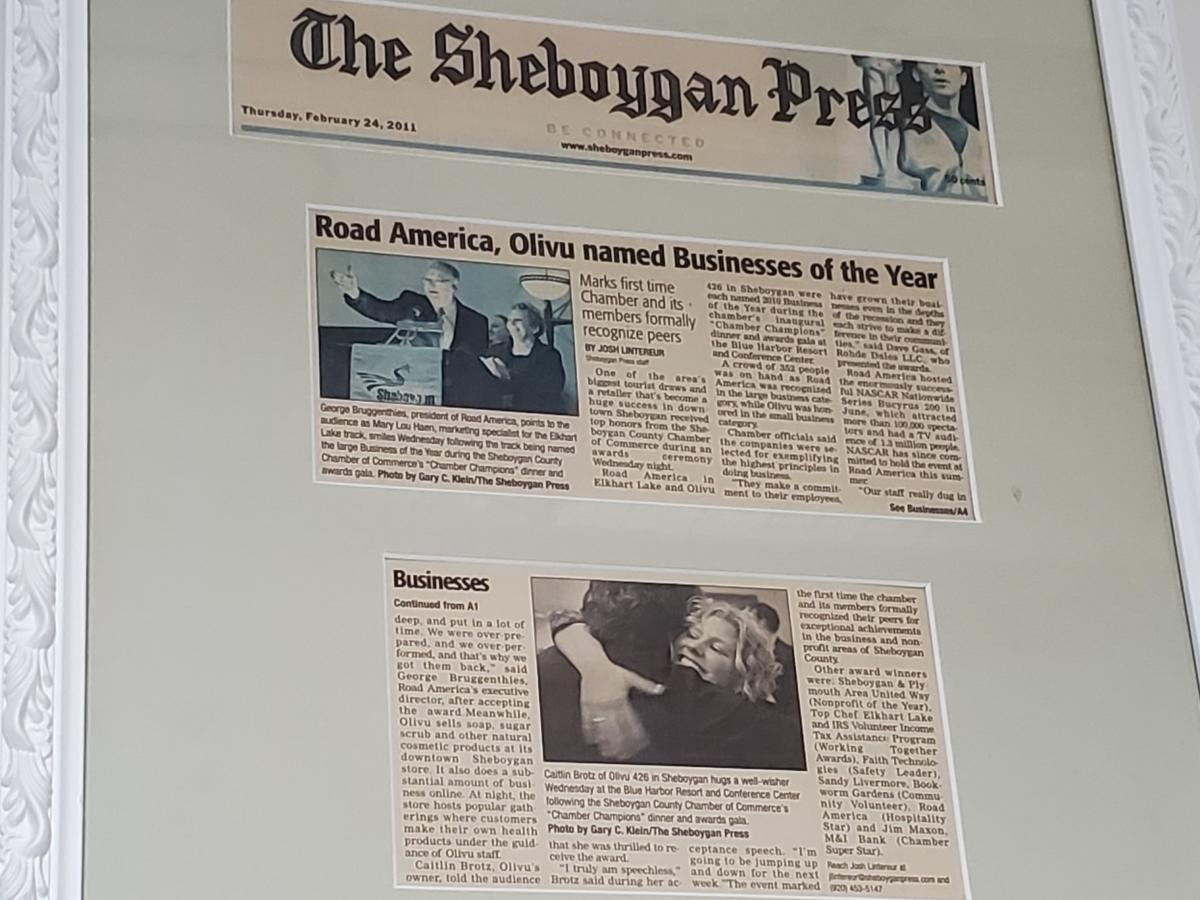 The Sheboygan Press
Thursday, February 24, 2011
BE CONNECTED
www.sheboyganpress.com
50 cents
Road America, Olivu named Businesses of the Year
Sheboygan
George Bruggenthies, president of Road America, points to the
audience as Mary Lou Haen, marketing specialist for the Elkhart
Lake track, smiles Wednesday following the track being named
the large Business of the Year during the Sheboygan County
Chamber of Commerce's "Chamber Champions" dinner and
awards gala. Photo by Gary C. Klein/The Sheboygan Press
Marks first time
Chamber and its
members formally
recognize peers
BY JOSH LINTEREUR
Sheboygan Press staff
One of the area's
biggest tourist draws and
a retailer that's become a
huge success in down-
town Sheboygan received
top honors from the She-
boygan County Chamber
of Commerce during an
awards ceremony
Wednesday night.
Road America in
Elkhart Lake and Olivu
426 in Sheboygan were
each named 2010 Business
of the Year during the
chamber's inaugural
"Chamber Champions"
dinner and awards gala at
the Blue Harbor Resort
and Conference Center.
A crowd of 352 people
was on hand as Road
America was recognized
in the large business cate-
gory, while Olivu was hon-
ored in the small business
category.
Chamber officials said
the companies were se-
lected for exemplifying
the highest principles in
doing business.
"They make a commit-
ment to their employees,
have grown their busi-
nesses even in the depths
of the recession and they
each strive to make a dif-
ference in their communi-
ties," said Dave Gass, of
Rohde Dales LLC, who
presented the awards.
Road America hosted
the enormously success-
ful NASCAR Nationwide
Series Bucyrus 200 in
June, which attracted
more than 100,000 specta-
tors and had a TV audi-
ence of 1.3 million people.
NASCAR has since com-
mitted to hold the event at
Road America this sum-
mer.
"Our staff really dug in
See Businesses/A4
Businesses
Continued from A1
deep, and put in a lot of
time. We were over-pre-
pared, and we over-per-
formed, and that's why we
got them back," said
George Bruggenthies,
Road America's executive
director, after accepting
the award.Meanwhile,
Olivu sells soap, sugar
scrub and other natural
cosmetic products at its
downtown Sheboygan
store. It also does a sub-
stantial amount of busi-
ness online. At night, the
store hosts popular gath-
erings where customers
make their own health
products under the guid-
ance of Olivu staff.
Caitlin Brotz, Olivu's
owner, told the audience
Caitlin Brotz of Olivu 426 in Sheboygan hugs a well-wisher
Wednesday at the Blue Harbor Resort and Conference Center
following the Sheboygan County Chamber of Commerce's
"Chamber Champions" dinner and awards gala.
Photo by Gary C. Klein/The Sheboygan Press
that she was thrilled to re-
ceive the award.
"I truly am speechless,"
Brotz said during her ac-
ceptance speech. "I'm
going to be jumping up
and down for the next
week."The event marked
the first time the chamber
and its members formally
recognized their peers for
exceptional achievements
in the business and non-
profit areas of Sheboygan
County.
Other award winners
were: Sheboygan & Ply-
mouth Area United Way
(Nonprofit of the Year),
Top Chef Elkhart Lake
and IRS Volunteer Income
Tax Assistance Program
(Working Together
Awards), Faith Technolo-
gies (Safety Leader),
Sandy Livermore, Book-
worm Gardens (Commu-
nity Volunteer), Road
America (Hospitality
Star) and Jim Maxon,
M&I Bank (Chamber
Super Star).
Reach Josh Lintereur at
jlintereur@sheboyganpress.com and
(920) 453-5147